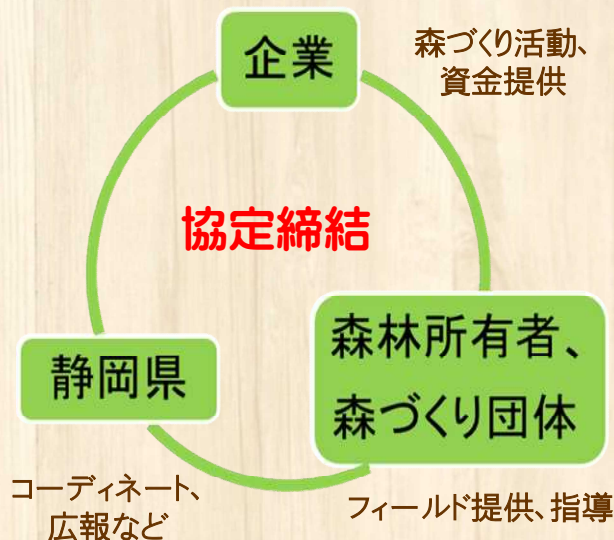 企業
森づくり活動、
資金提供
協定締結
静岡県
森林所有者、
森づくり団体
コーディネート、
広報など
フィールド提供、指導